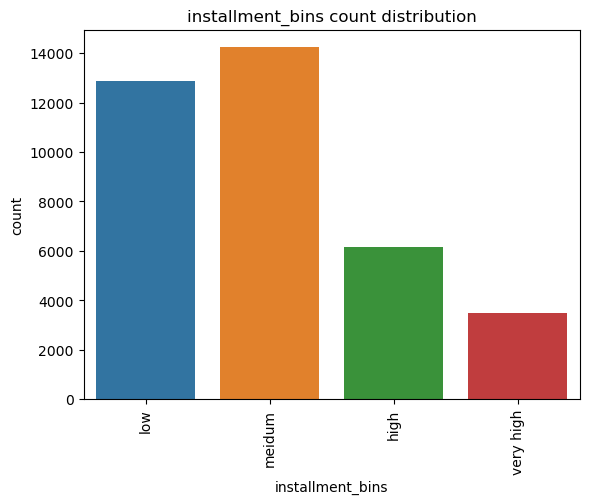 installment_bins count distribution
14000
12000
10000
8000
6000
4000
2000
0
count
low
meidum
high
very high
installment_bins